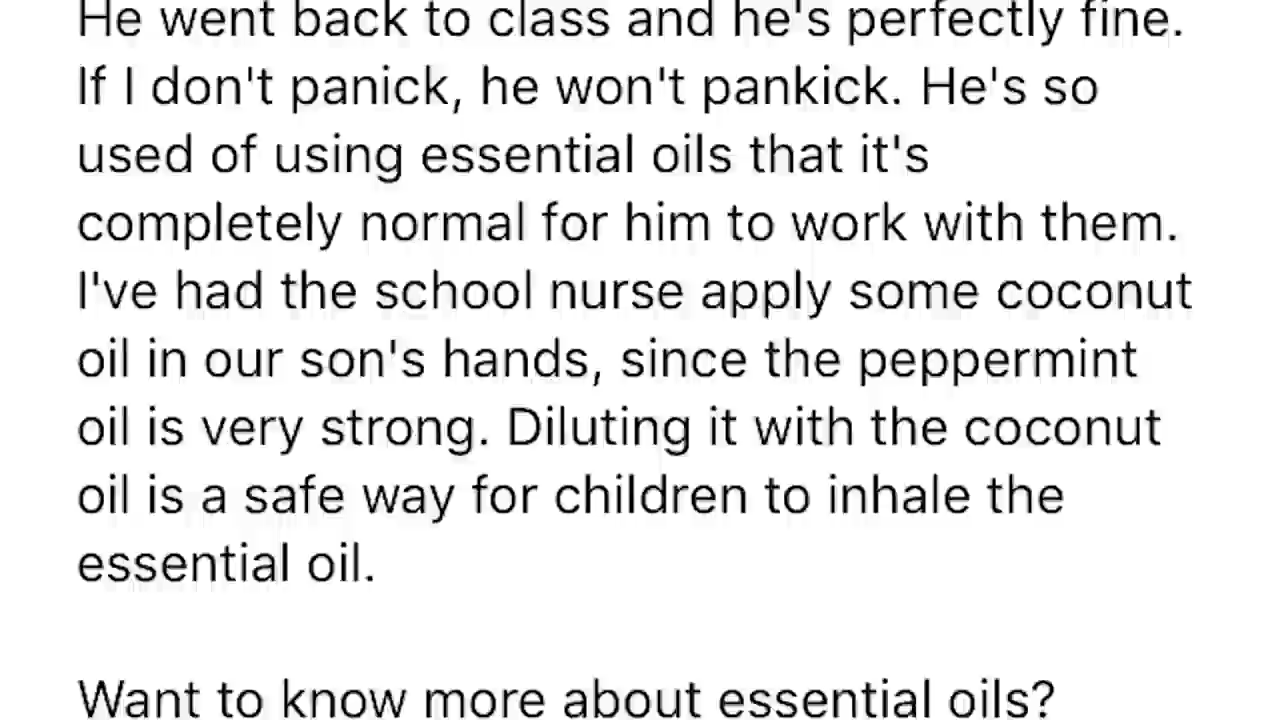 He went back to class and he's perfectly fine.
If I don't panick, he won't pankick. He's so
used of using essential oils that it's
completely normal for him to work with them.
I've had the school nurse apply some coconut
oil in our son's hands, since the peppermint
oil is very strong. Diluting it with the coconut
oil is a safe way for children to inhale the
essential oil.
Want to know more about essential oils?